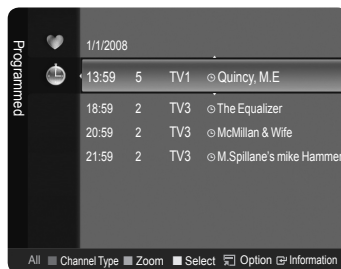 Programmed
1/1/2008
13:59 5 TV1 Quincy, M.E
18:59 2 TV3 The Equalizer
20:59 2 TV3 McMillan & Wife
21:59 2 TV3 M.Spillane's mike Hammer
All Channel Type Zoom Select Option Information